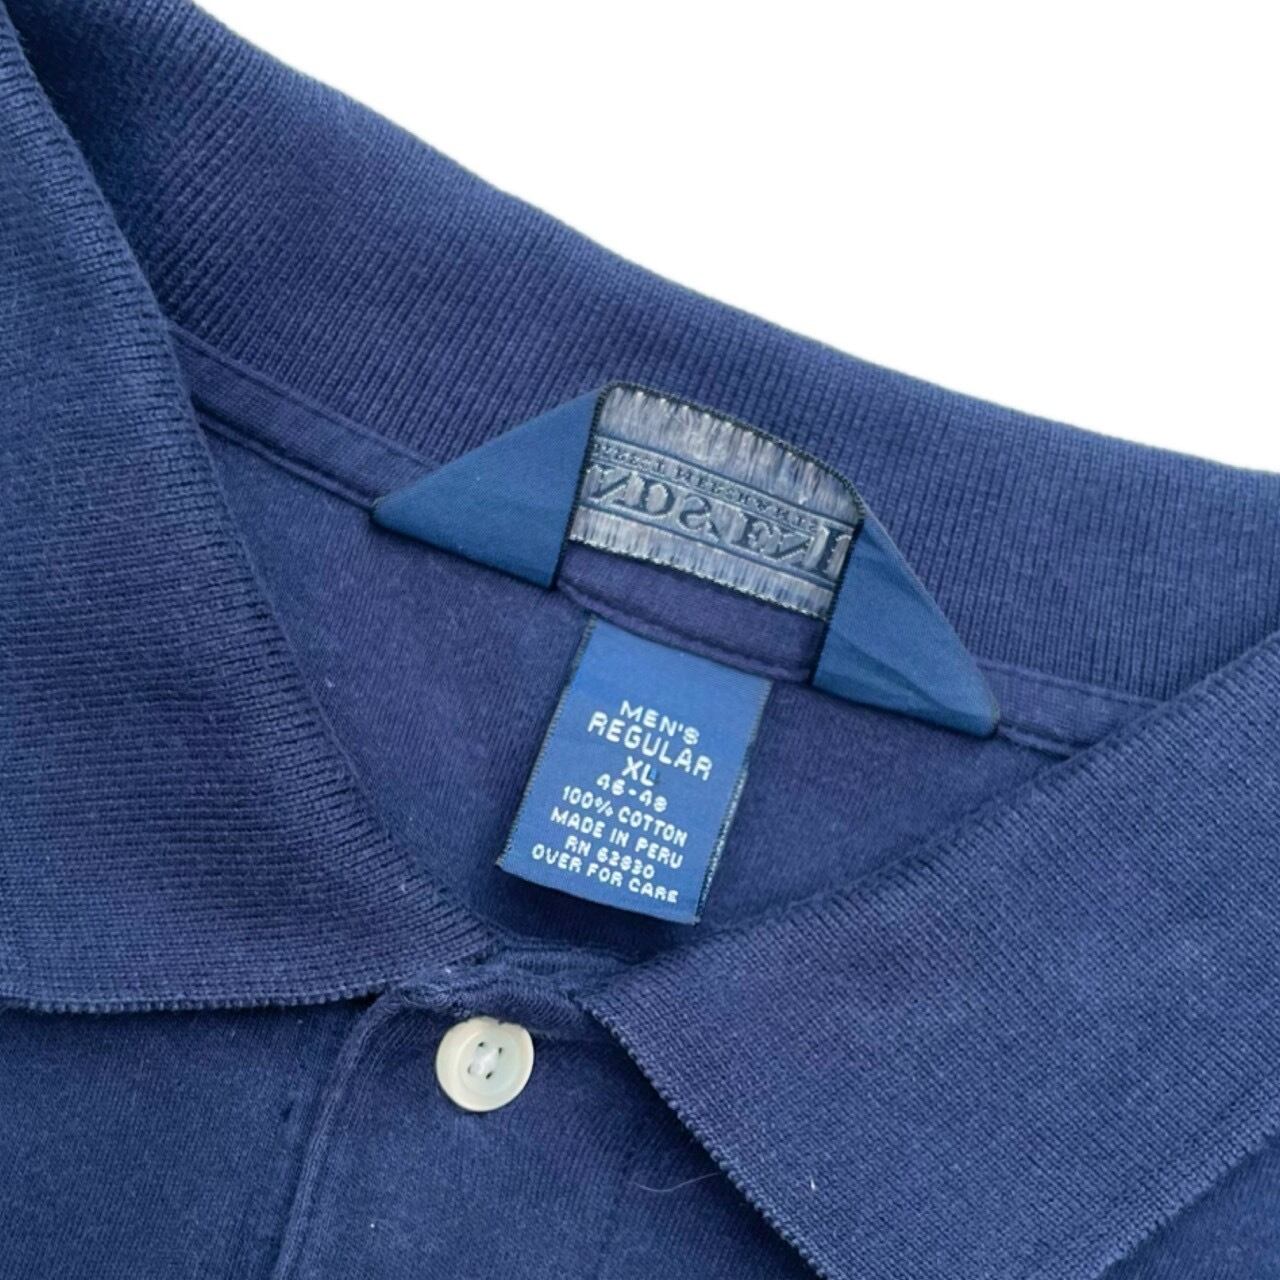 MEN'S
REGULAR
XL
46-48
100% COTTON
MADE IN PERU
RN 62830
OVER FOR CARE